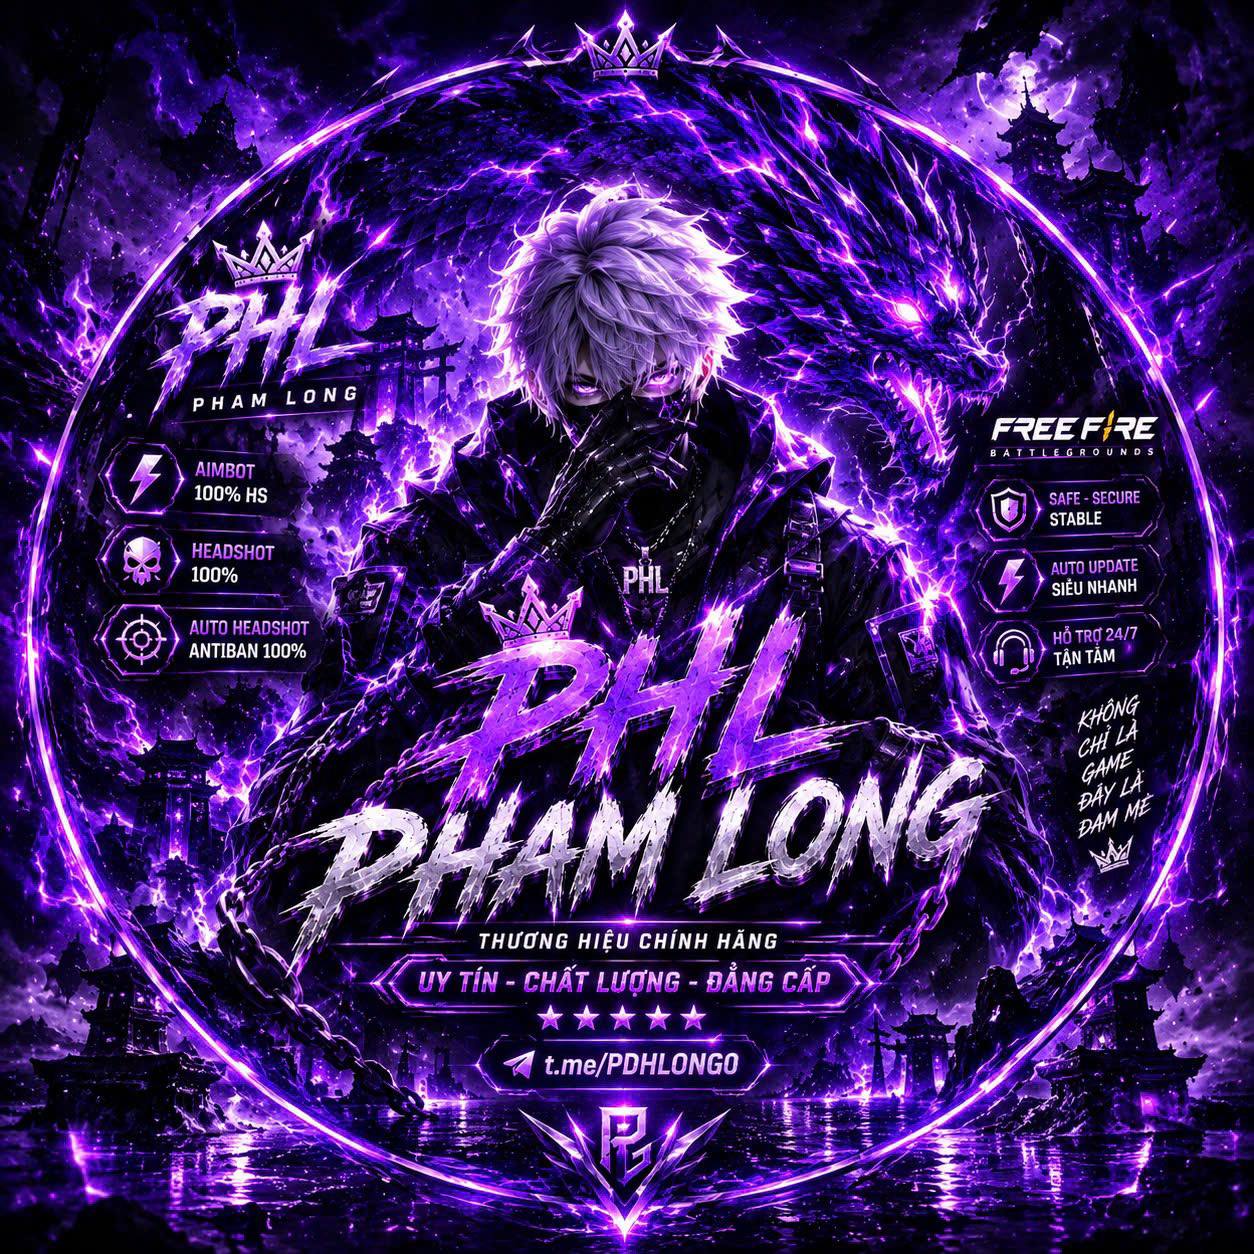 PHL
PHAM LONG
AIMBOT
100% HS
HEADSHOT
100%
AUTO HEADSHOT
ANTIBAN 100%
FREE FIRE
BATTLEGROUNDS
SAFE - SECURE
STABLE
AUTO UPDATE
SIÊU NHANH
HỖ TRỢ 24/7
TẬN TÂM
KHÔNG
CHỈ LÀ
GAME
ĐÂY LÀ
ĐAM MÊ
PHL
PHL
PHAM LONG
THƯƠNG HIỆU CHÍNH HÃNG
UY TÍN - CHẤT LƯỢNG - ĐẲNG CẤP
t.me/PDHLONGO
PL